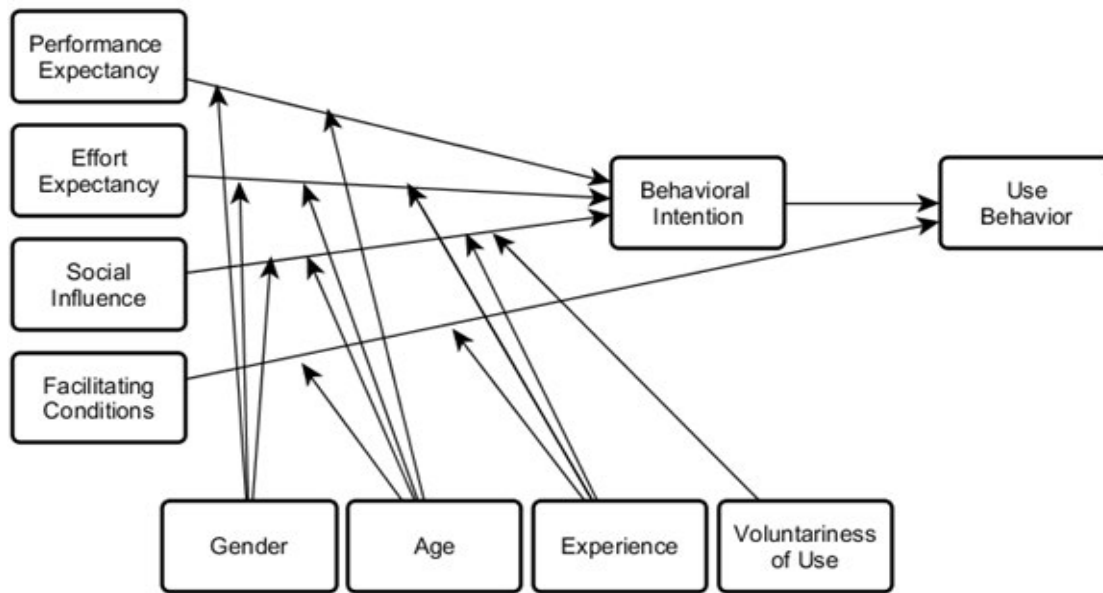 Performance
Expectancy
Effort
Expectancy
Behavioral
Intention
Use
Behavior
Social
Influence
Facilitating
Conditions
Gender
Age
Experience
Voluntariness
of Use